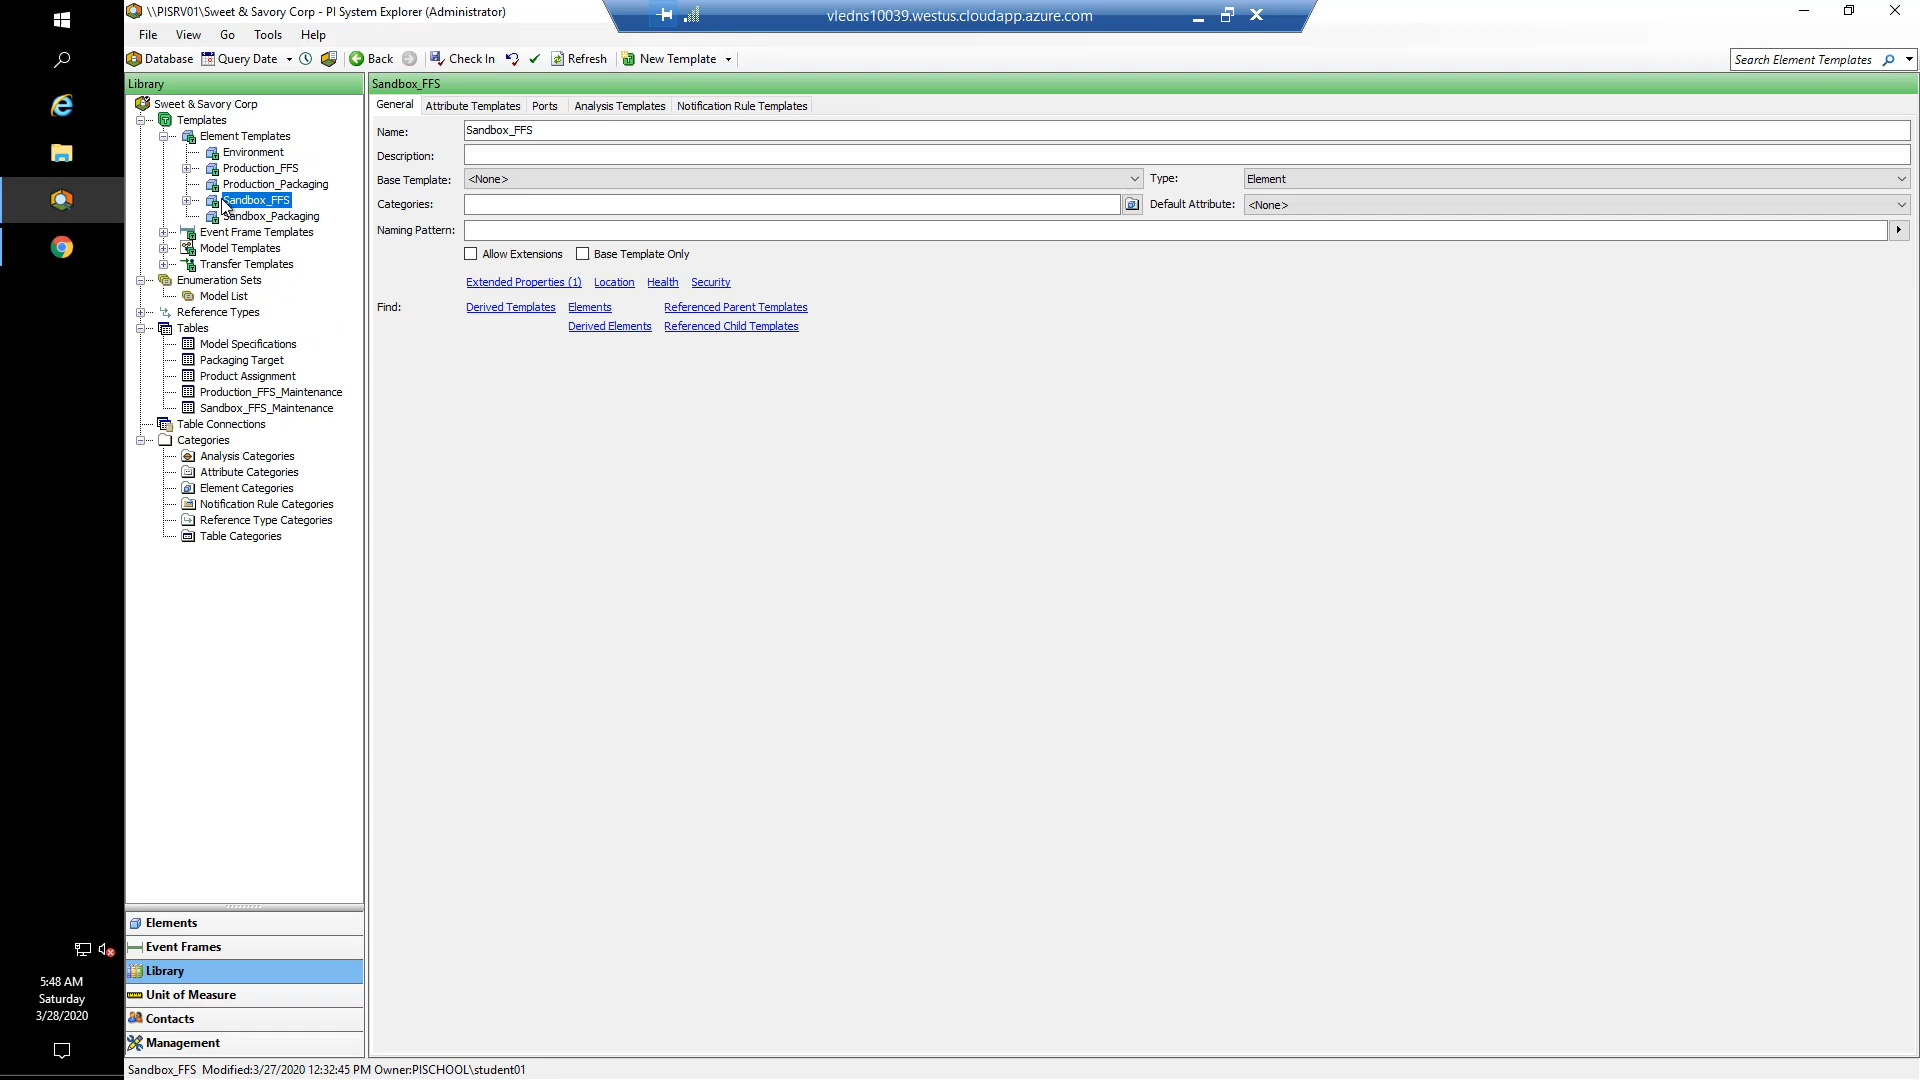 \\PISRV01\Sweet & Savory Corp - PI System Explorer (Administrator)
vledns10039.westus.cloudapp.azure.com
File View Go Tools Help
Database Query Date Back Check In Refresh New Template
Search Element Templates
Library
Sweet & Savory Corp
Templates
Element Templates
Environment
Production_FFS
Production_Packaging
Sandbox_FFS
Sandbox_Packaging
Event Frame Templates
Model Templates
Transfer Templates
Enumeration Sets
Model List
Reference Types
Tables
Model Specifications
Packaging Target
Product Assignment
Production_FFS_Maintenance
Sandbox_FFS_Maintenance
Table Connections
Categories
Analysis Categories
Attribute Categories
Element Categories
Notification Rule Categories
Reference Type Categories
Table Categories
Elements
Event Frames
Library
Unit of Measure
Contacts
Management
Sandbox_FFS
General Attribute Templates Ports Analysis Templates Notification Rule Templates
Name: Sandbox_FFS
Description:
Base Template: <None> Type: Element
Categories: Default Attribute: <None>
Naming Pattern:
Allow Extensions Base Template Only
Extended Properties (1) Location Health Security
Find: Derived Templates Elements Referenced Parent Templates
Derived Elements Referenced Child Templates
5:48 AM
Saturday
3/28/2020
Sandbox_FFS Modified:3/27/2020 12:32:45 PM Owner:PISCHOOL\student01